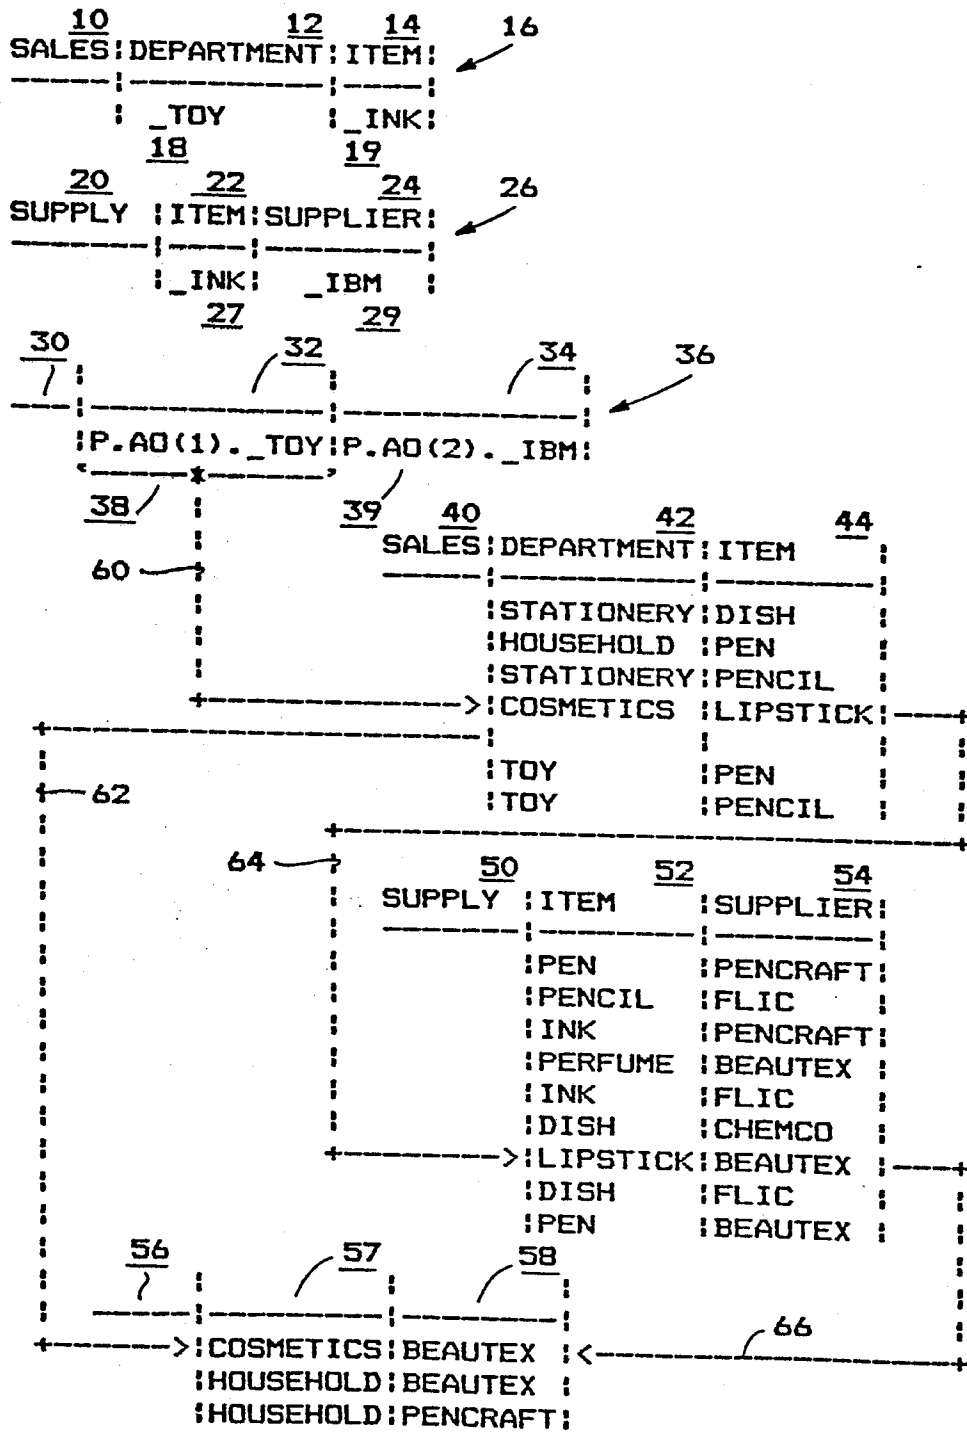 10 12 14
SALES¦DEPARTMENT¦ITEM¦ 16
¦ _TOY ¦_INK¦
18 19
20 22 24 26
SUPPLY ¦ITEM¦SUPPLIER¦
¦_INK¦ _IBM ¦
27 29
30 32 34 36
¦P.AO(1)._TOY¦P.AO(2)._IBM¦
38 39 40 42 44
SALES¦DEPARTMENT¦ITEM ¦
60
¦STATIONERY¦DISH
¦HOUSEHOLD ¦PEN
¦STATIONERY¦PENCIL
>¦COSMETICS ¦LIPSTICK¦
¦TOY ¦PEN
62
¦TOY ¦PENCIL
64 50 52 54
SUPPLY ¦ITEM ¦SUPPLIER¦
¦PEN ¦PENCRAFT¦
¦PENCIL ¦FLIC ¦
¦INK ¦PENCRAFT¦
¦PERFUME ¦BEAUTEX ¦
¦INK ¦FLIC ¦
¦DISH ¦CHEMCO ¦
>¦LIPSTICK¦BEAUTEX ¦
¦DISH ¦FLIC ¦
¦PEN ¦BEAUTEX ¦
56 57 58
66
>¦COSMETICS¦BEAUTEX ¦<
¦HOUSEHOLD¦BEAUTEX ¦
¦HOUSEHOLD¦PENCRAFT¦